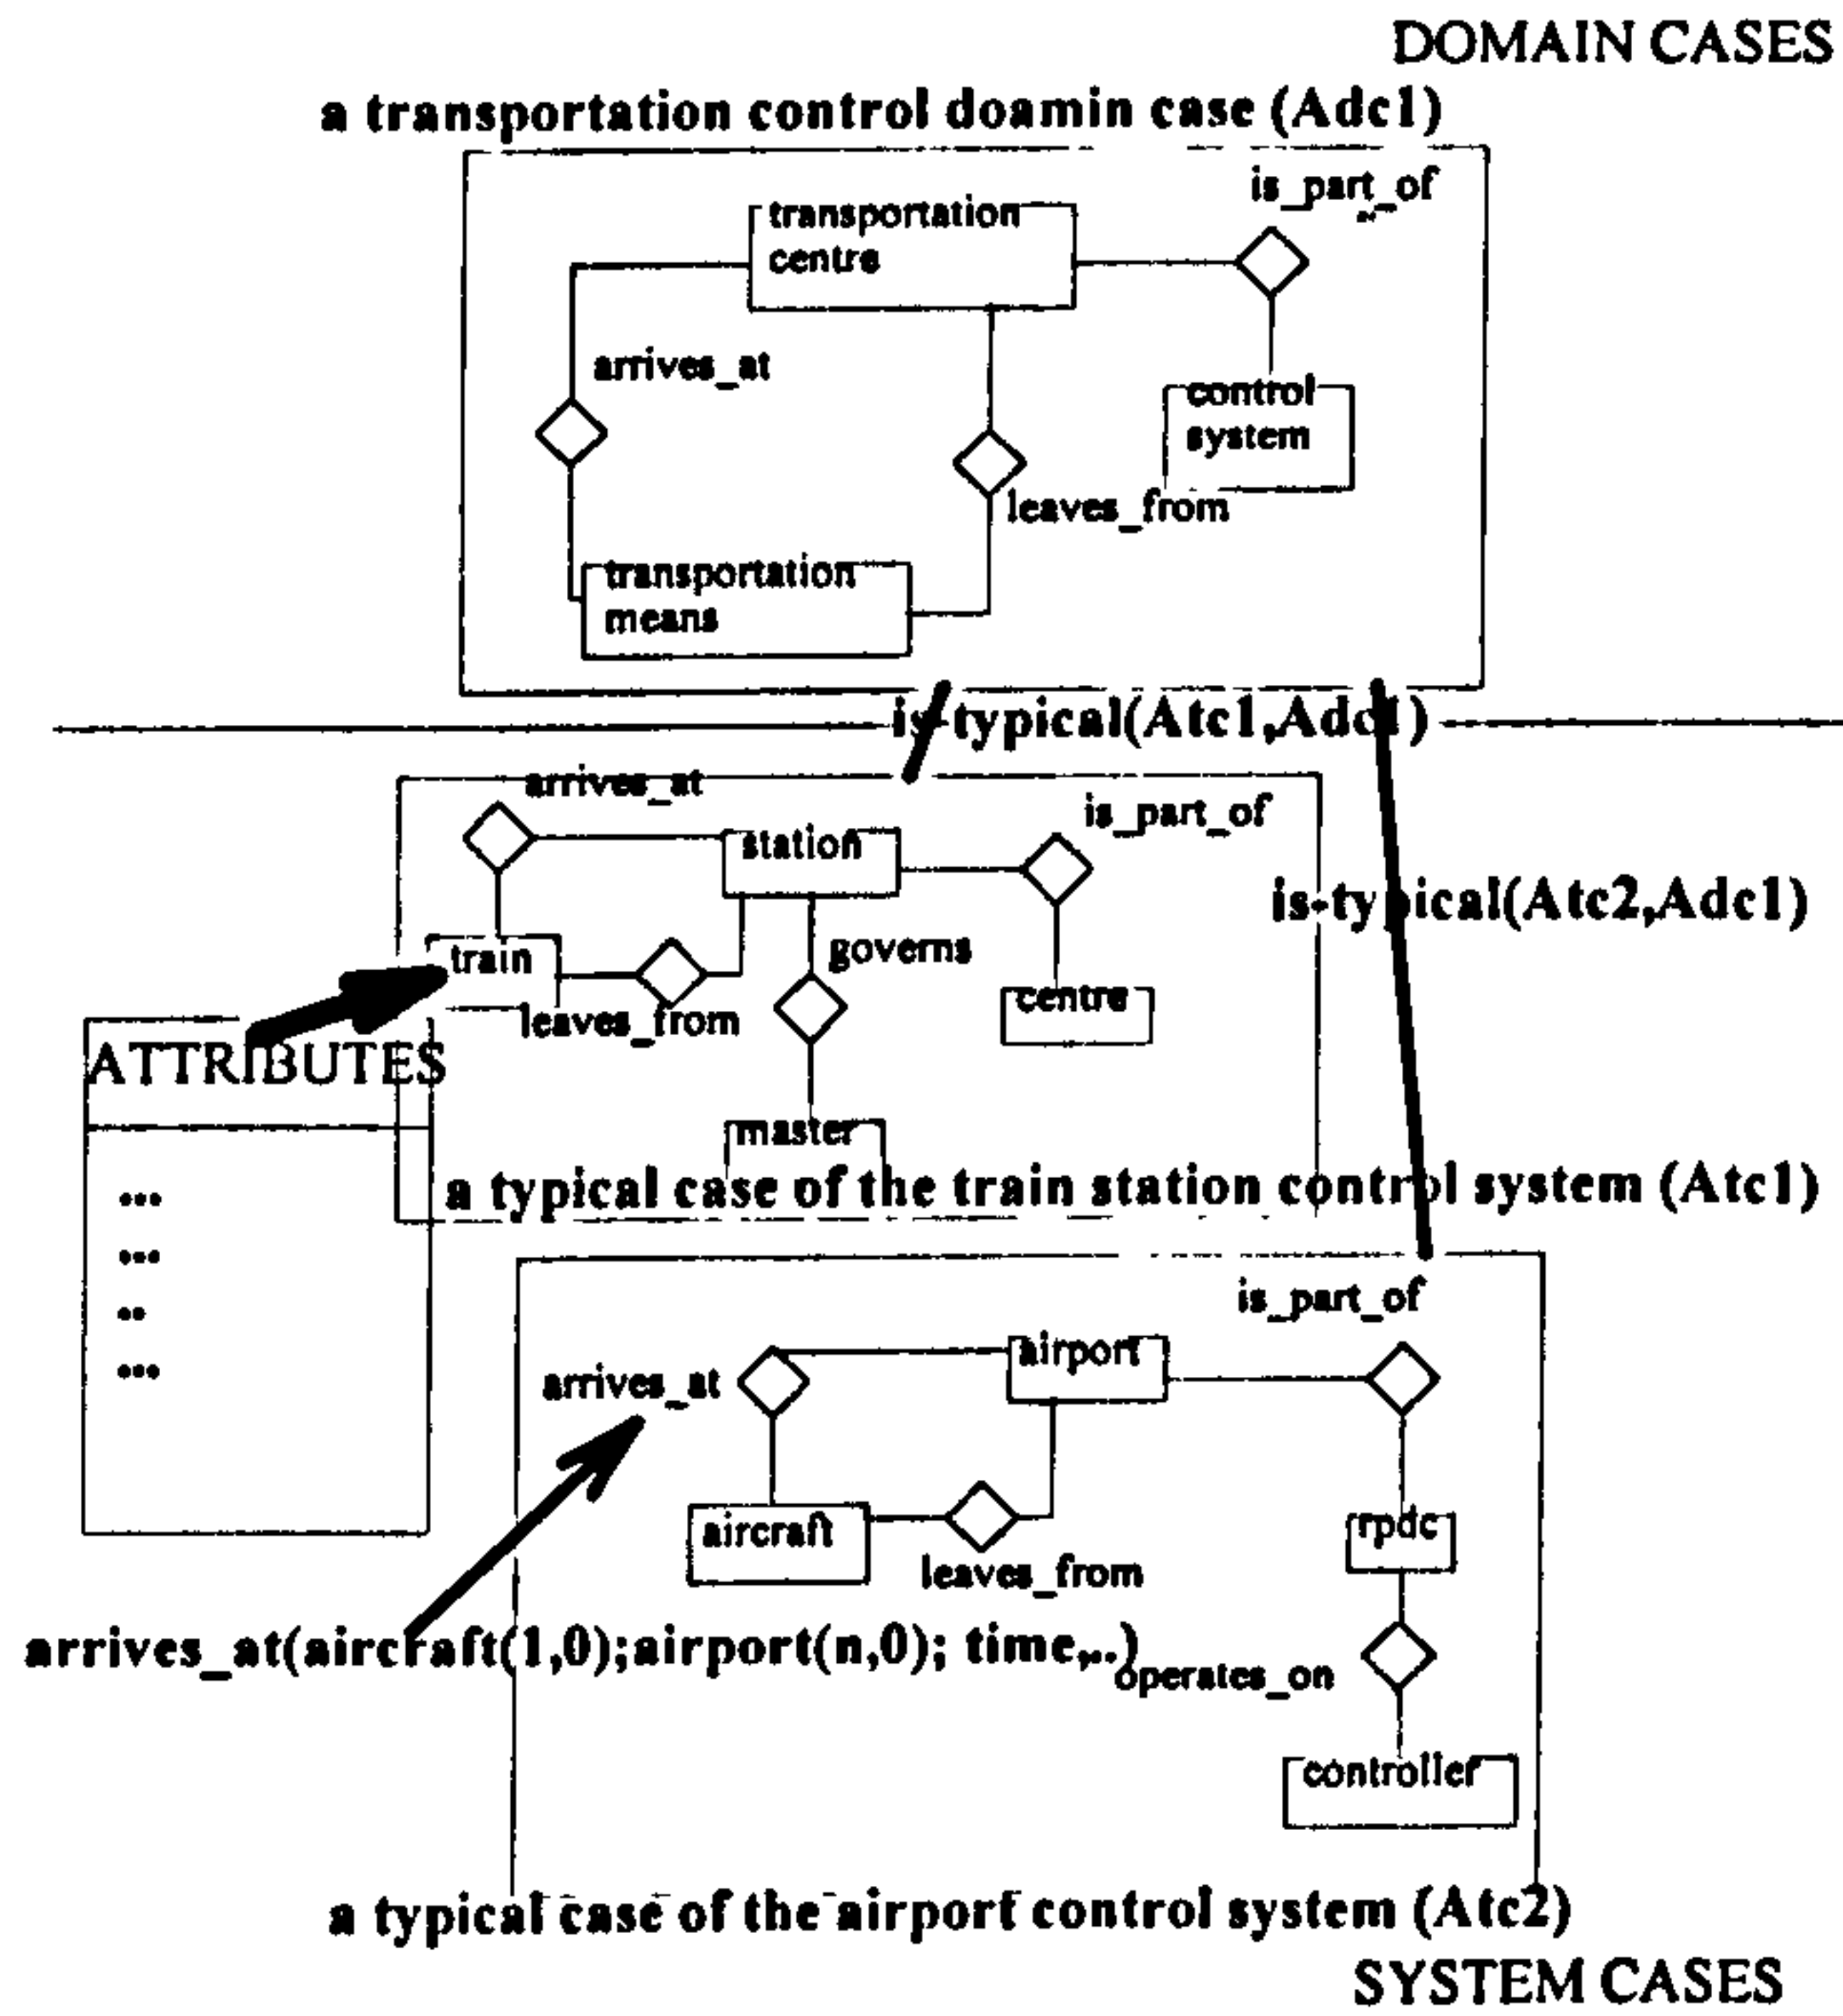 DOMAIN CASES
a transportation control doamin case (Adc1)
is_part_of
transportation
centre
arrives_at
control
system
leaves_from
transportation
means
is-typical(Atc1,Adc1)
arrives_at
is_part_of
station
is-typical(Atc2,Adc1)
train
governs
centre
leaves_from
ATTRIBUTES
master
a typical case of the train station control system (Atc1)
...
...
..
...
is_part_of
airport
arrives_at
rpdc
aircraft
leaves_from
arrives_at(aircraft(1,0);airport(n,0); time,..)
operates_on
controller
a typical case of the airport control system (Atc2)
SYSTEM CASES